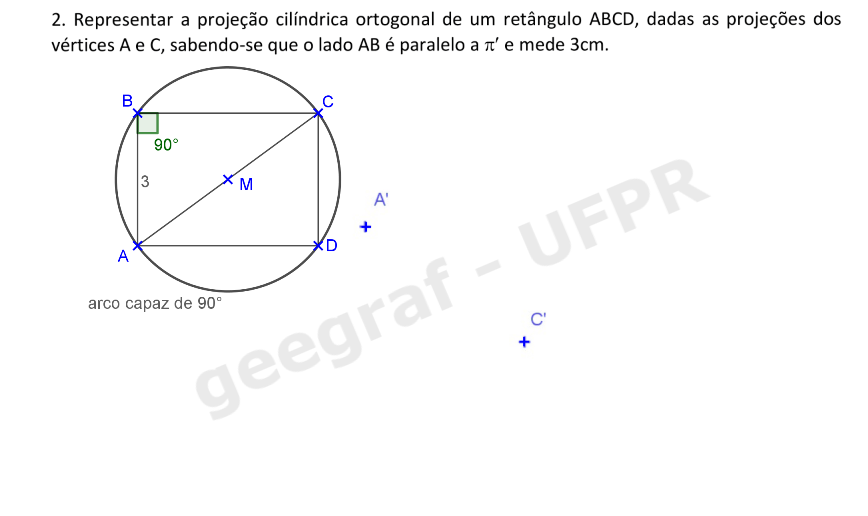 2. Representar a projeção cilíndrica ortogonal de um retângulo ABCD, dadas as projeções dos
vértices A e C, sabendo-se que o lado AB é paralelo a π′ e mede 3cm.
B
C
90°
3
M
A'
A
D
arco capaz de 90°
C'
geegraf - UFPR